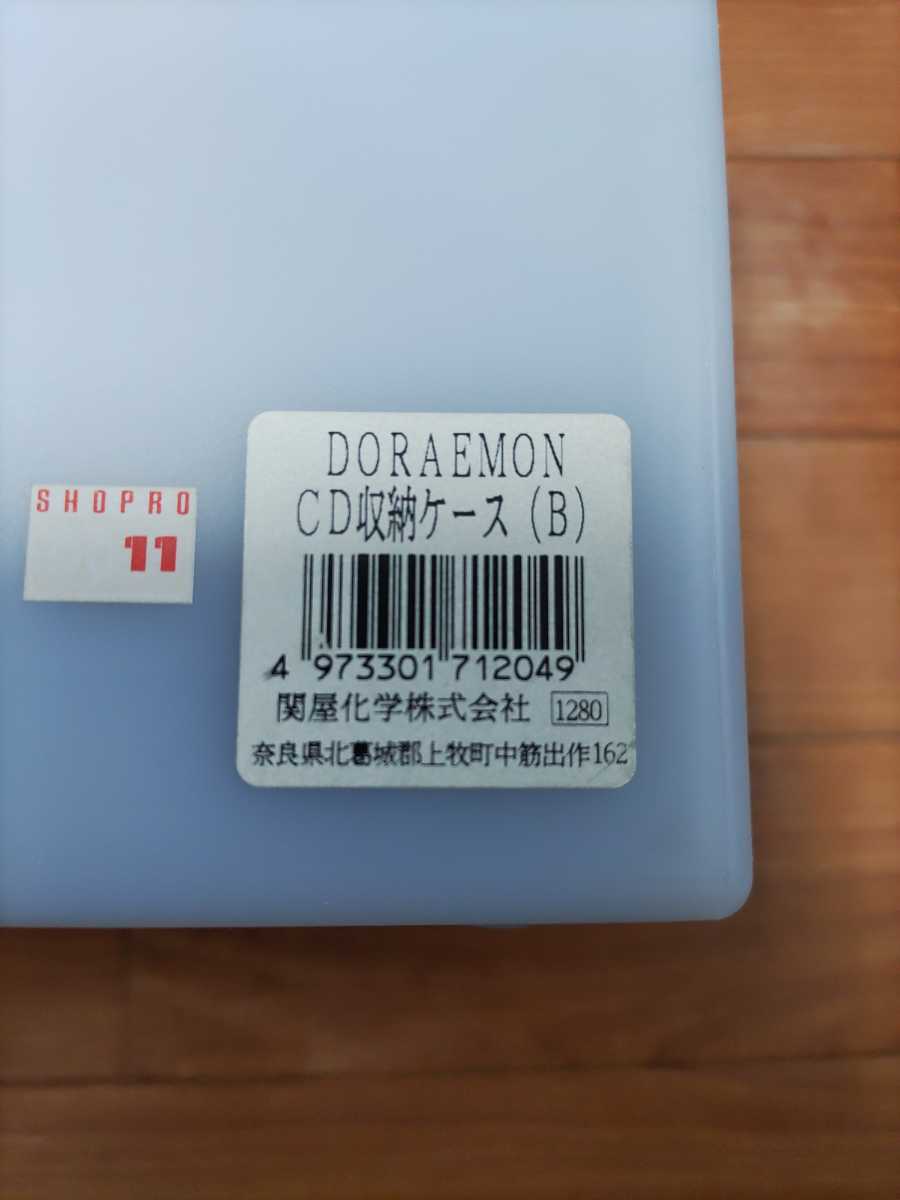 SHOPRO
11
DORAEMON
CD収納ケース(B)
4 973301 712049
関屋化学株式会社 1280
奈良県北葛城郡上牧町中筋出作162